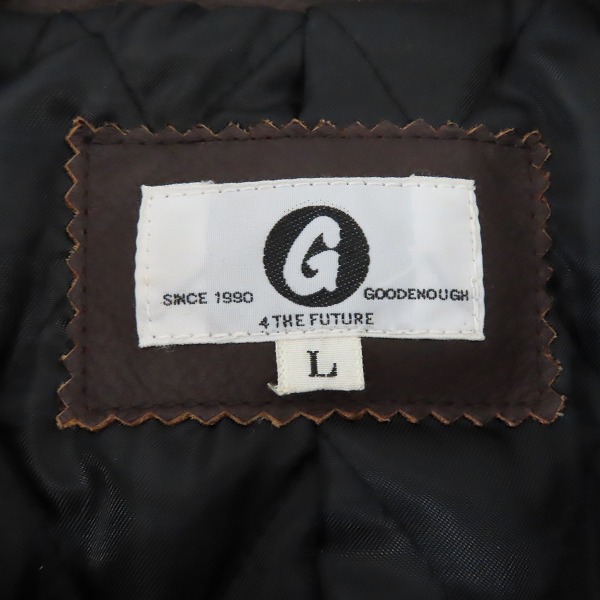 G
SINCE 1990 GOODENOUGH
4 THE FUTURE
L